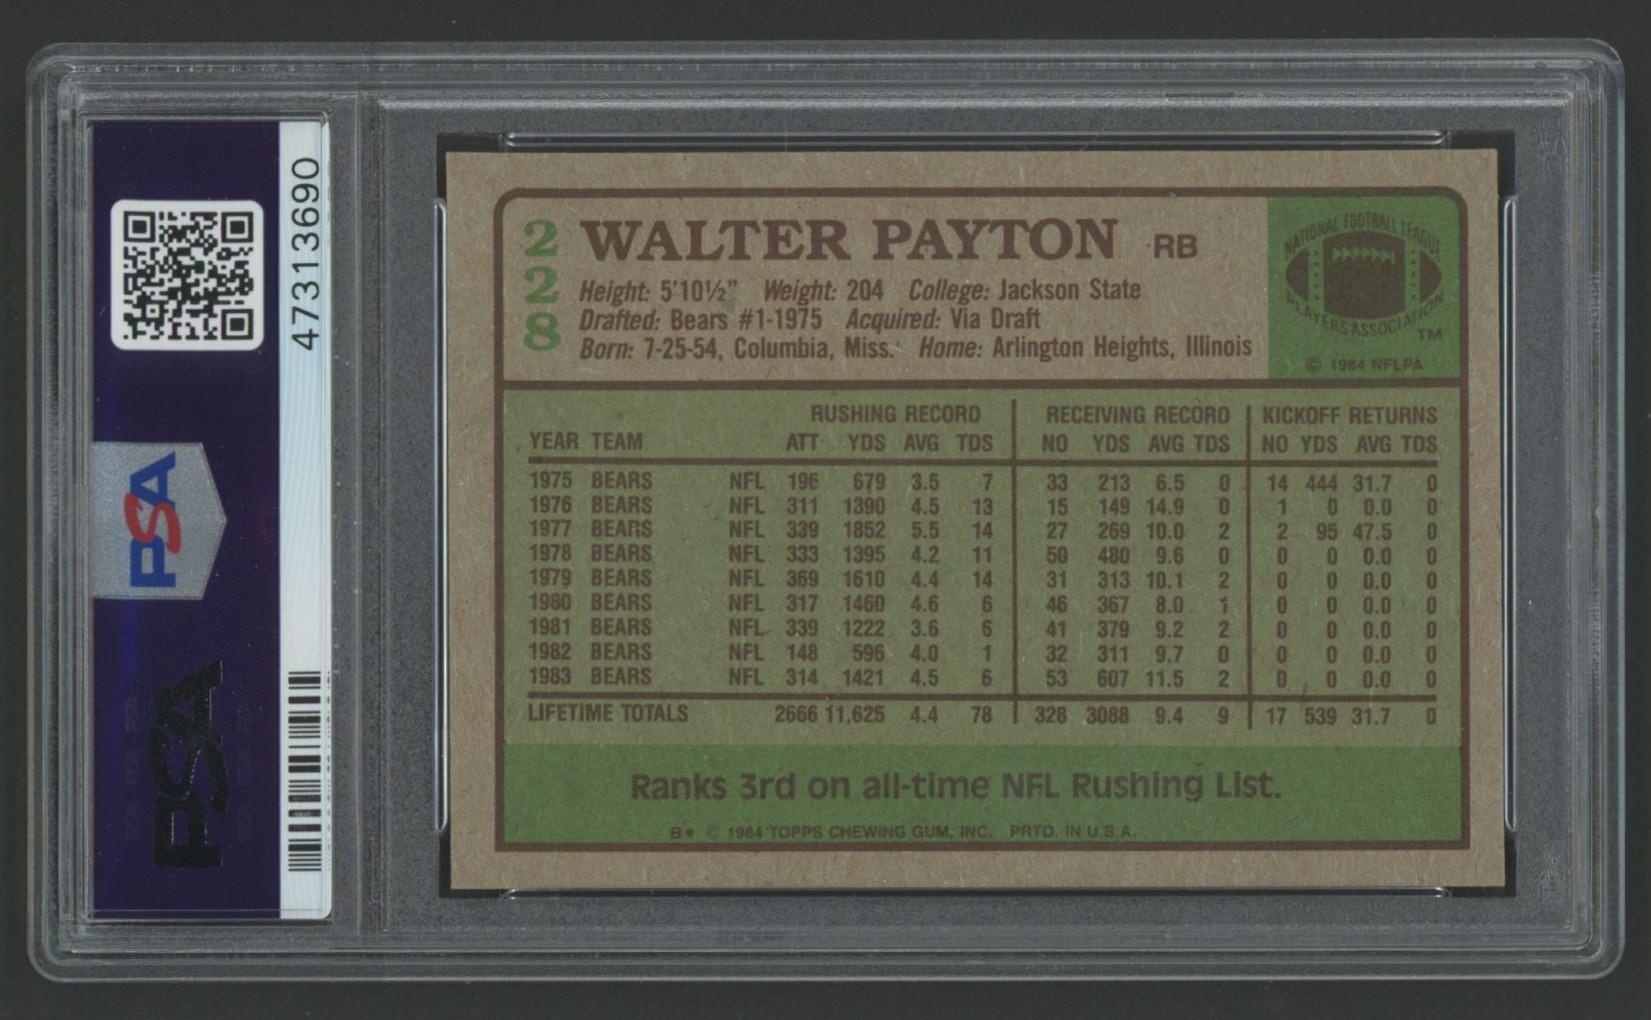 47313690
PSA
PSA
228
WALTER PAYTON RB
Height: 5'10½" Weight: 204 College: Jackson State
Drafted: Bears #1-1975 Acquired: Via Draft
Born: 7-25-54, Columbia, Miss. Home: Arlington Heights, Illinois
NATIONAL FOOTBALL LEAGUE
PLAYERS ASSOCIATION
TM
© 1984 NFLPA
RUSHING RECORD RECEIVING RECORD KICKOFF RETURNS
YEAR TEAM ATT YDS AVG TDS NO YDS AVG TDS NO YDS AVG TDS
1975 BEARS NFL 196 679 3.5 7 33 213 6.5 0 14 444 31.7 0
1976 BEARS NFL 311 1390 4.5 13 15 149 14.9 0 1 0 0.0 0
1977 BEARS NFL 339 1852 5.5 14 27 269 10.0 2 2 95 47.5 0
1978 BEARS NFL 333 1395 4.2 11 50 480 9.6 0 0 0 0.0 0
1979 BEARS NFL 369 1610 4.4 14 31 313 10.1 2 0 0 0.0 0
1980 BEARS NFL 317 1460 4.6 6 46 367 8.0 1 0 0 0.0 0
1981 BEARS NFL 339 1222 3.6 6 41 379 9.2 2 0 0 0.0 0
1982 BEARS NFL 148 596 4.0 1 32 311 9.7 0 0 0 0.0 0
1983 BEARS NFL 314 1421 4.5 6 53 607 11.5 2 0 0 0.0 0
LIFETIME TOTALS 2666 11,625 4.4 78 328 3088 9.4 9 17 539 31.7 0
Ranks 3rd on all-time NFL Rushing List.
B* © 1984 TOPPS CHEWING GUM, INC. PRTD. IN U.S.A.